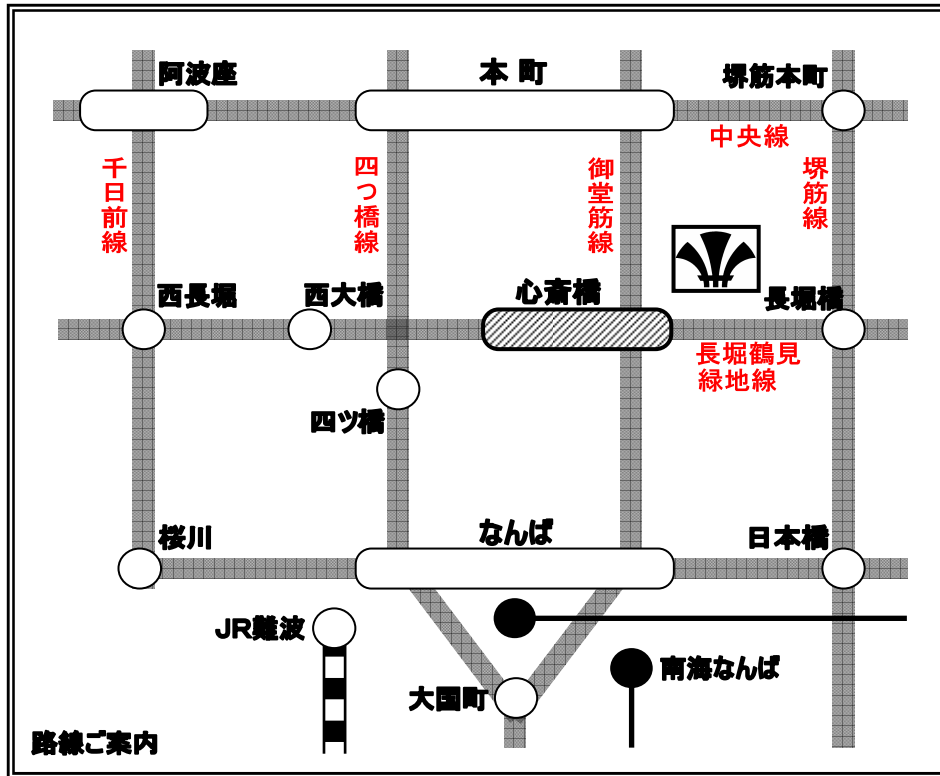 阿波座
本町
堺筋本町
中央線
千日前線
四つ橋線
御堂筋線
堺筋線
西長堀
西大橋
心斎橋
長堀橋
長堀鶴見
緑地線
四ツ橋
桜川
なんば
日本橋
JR難波
南海なんば
大国町
路線ご案内